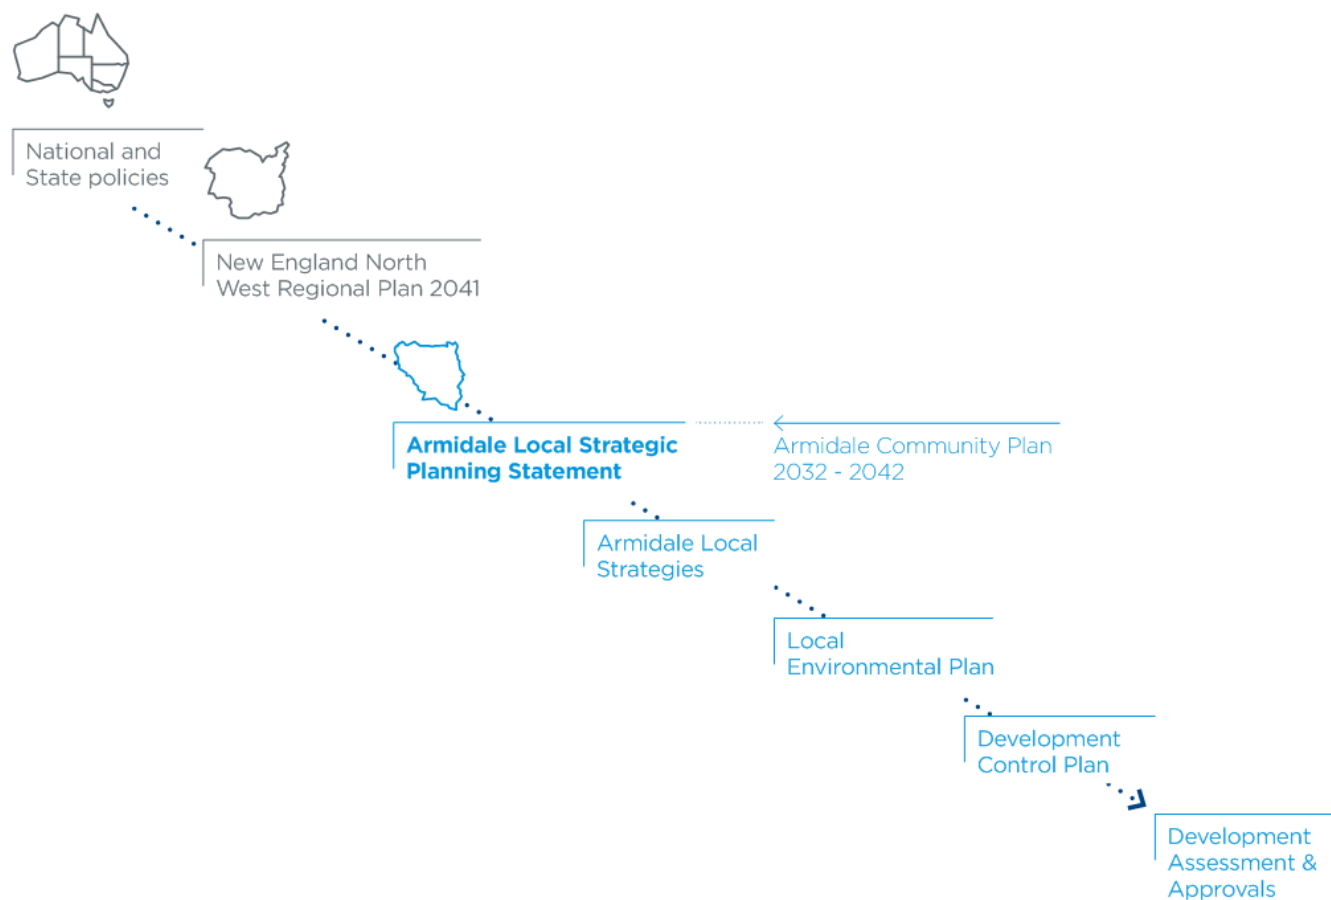 National and
State policies
New England North
West Regional Plan 2041
Armidale Local Strategic
Planning Statement
Armidale Community Plan
2032 - 2042
Armidale Local
Strategies
Local
Environmental Plan
Development
Control Plan
Development
Assessment &
Approvals